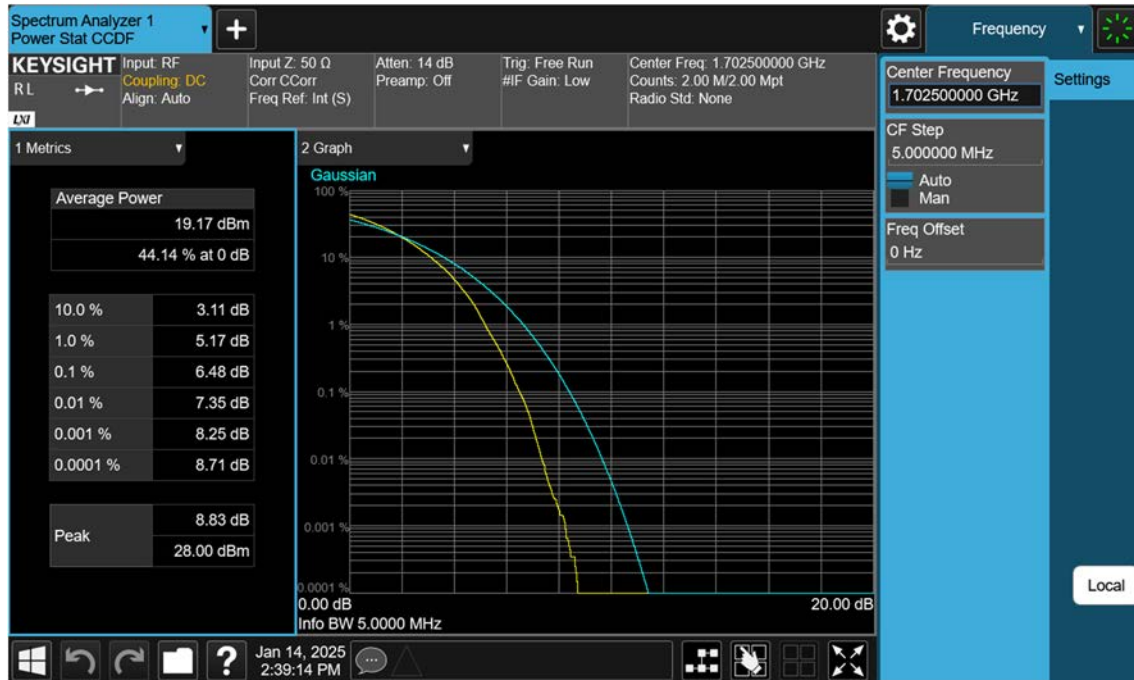 Spectrum Analyzer 1
Power Stat CCDF
+
Frequency
KEYSIGHT
RL
LXI
Input: RF
Coupling: DC
Align: Auto
Input Z: 50 Ω
Corr CCorr
Freq Ref: Int (S)
Atten: 14 dB
Preamp: Off
Trig: Free Run
#IF Gain: Low
Center Freq: 1.702500000 GHz
Counts: 2.00 M/2.00 Mpt
Radio Std: None
Center Frequency
1.702500000 GHz
Settings
CF Step
5.000000 MHz
Auto
Man
Freq Offset
0 Hz
Local
1 Metrics
Average Power
19.17 dBm
44.14 % at 0 dB
10.0 % 3.11 dB
1.0 % 5.17 dB
0.1 % 6.48 dB
0.01 % 7.35 dB
0.001 % 8.25 dB
0.0001 % 8.71 dB
Peak
8.83 dB
28.00 dBm
2 Graph
Gaussian
100 %
10 %
1 %
0.1 %
0.01 %
0.001 %
0.0001 %
0.00 dB
20.00 dB
Info BW 5.0000 MHz
?
Jan 14, 2025
2:39:14 PM